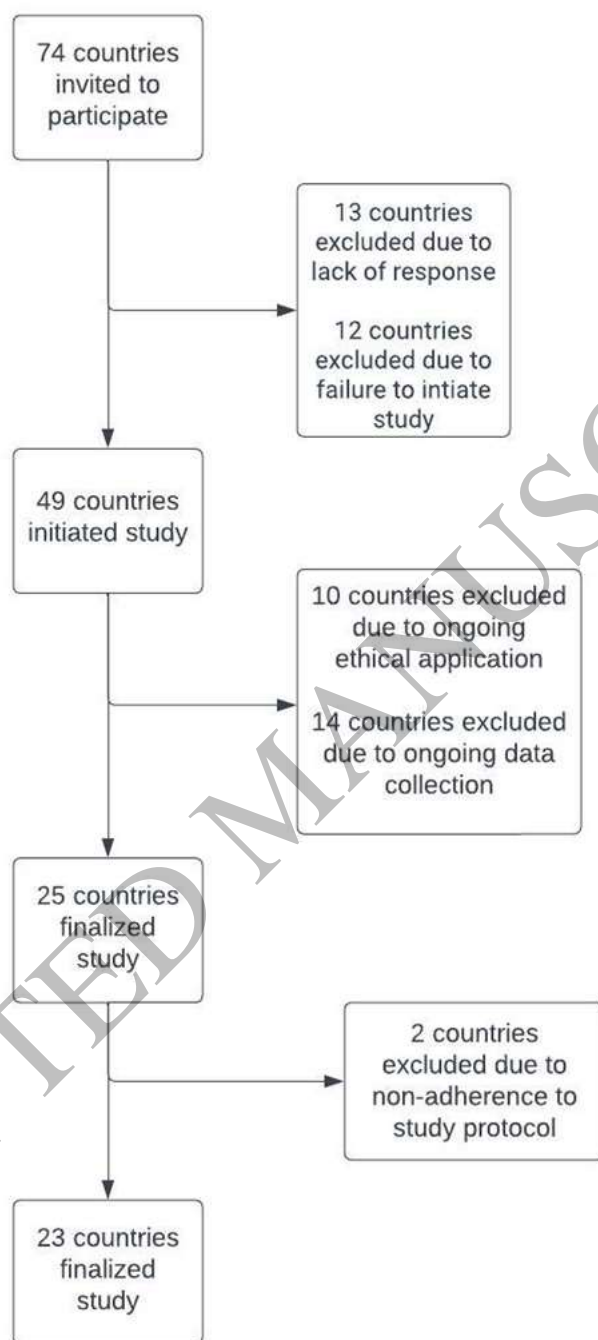 74 countries
invited to
participate
13 countries
excluded due to
lack of response
12 countries
excluded due to
failure to intiate
study
49 countries
initiated study
10 countries excluded
due to ongoing
ethical application
14 countries excluded
due to ongoing data
collection
25 countries
finalized
study
2 countries
excluded due to
non-adherence to
study protocol
23 countries
finalized
study
TED MANUS